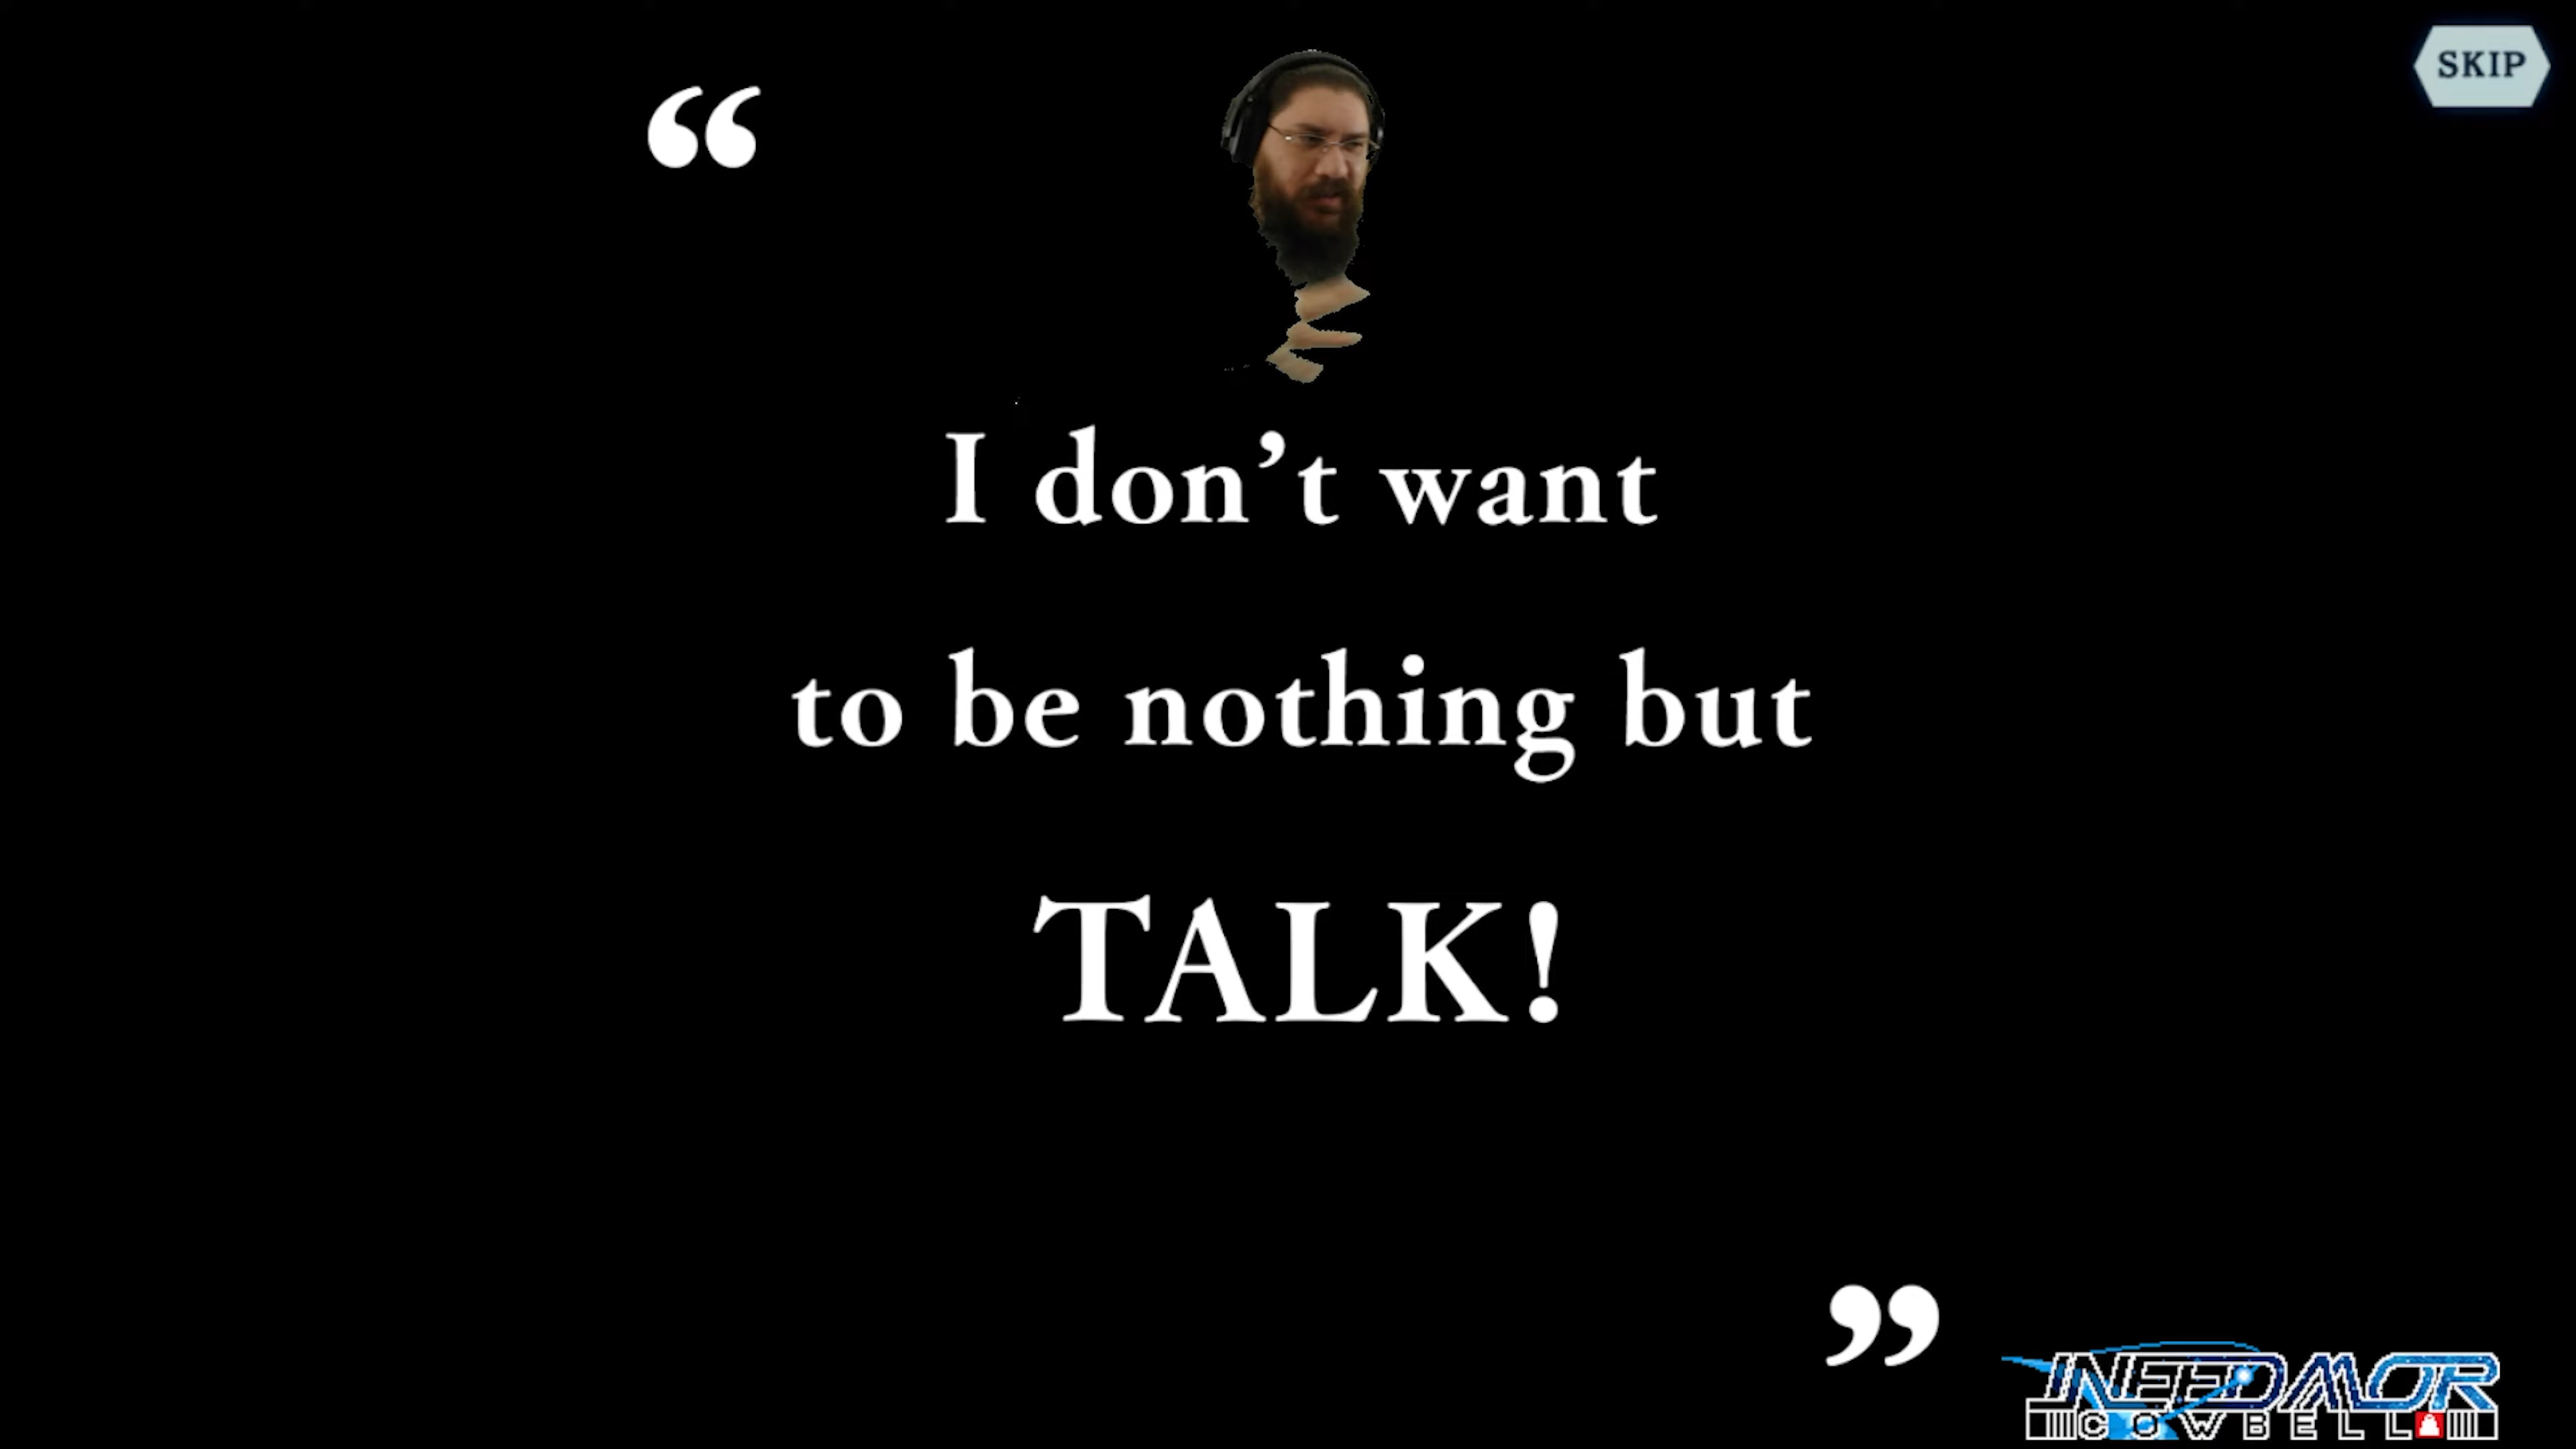 SKIP
“
I don’t want
to be nothing but
TALK!
”
INEEDMOR
COWBELL